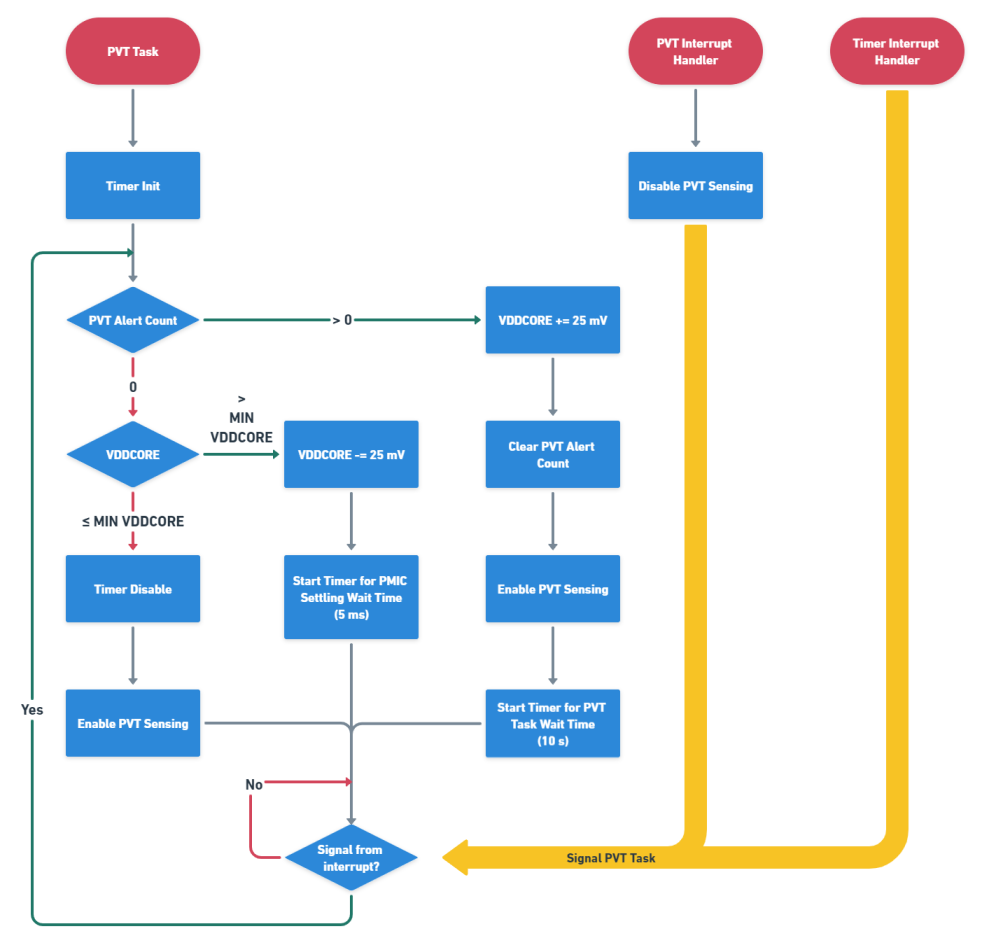 PVT Task
PVT Interrupt
Handler
Timer Interrupt
Handler
Timer Init
Disable PVT Sensing
PVT Alert Count
> 0
VDDCORE += 25 mV
0
>
MIN
VDDCORE
VDDCORE
VDDCORE -= 25 mV
Clear PVT Alert
Count
≤ MIN VDDCORE
Timer Disable
Start Timer for PMIC
Settling Wait Time
(5 ms)
Enable PVT Sensing
Yes
Enable PVT Sensing
Start Timer for PVT
Task Wait Time
(10 s)
No
Signal from
interrupt?
Signal PVT Task